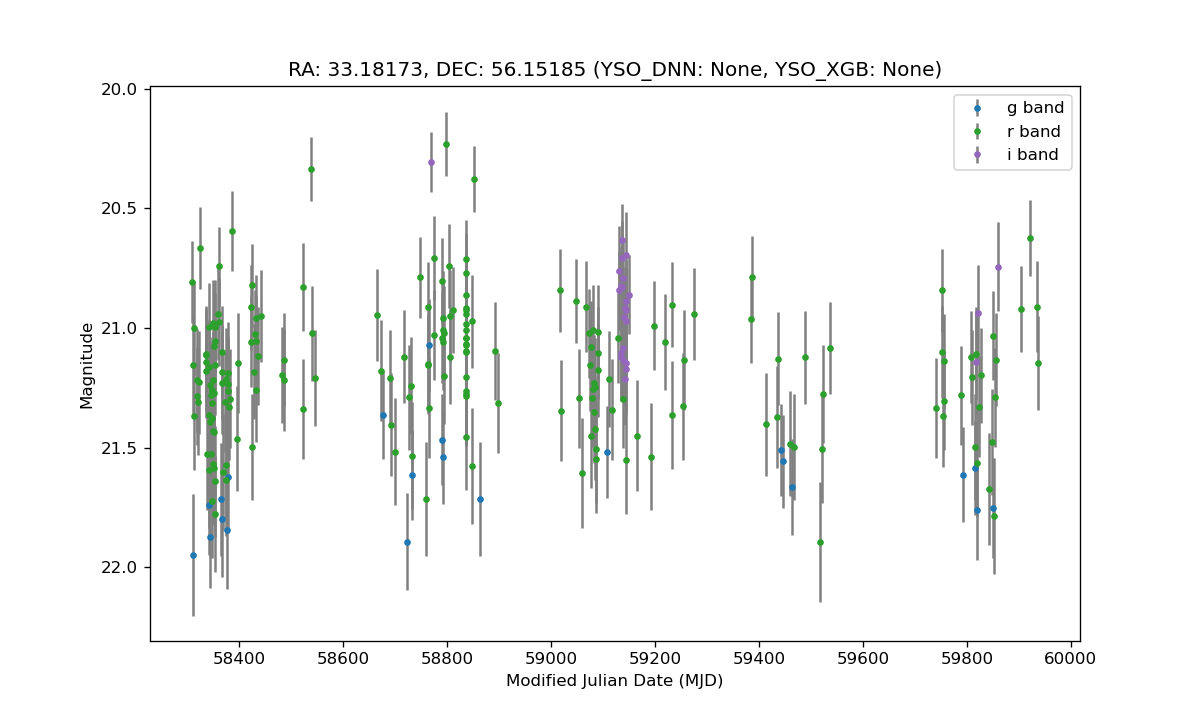 RA: 33.18173, DEC: 56.15185 (YSO_DNN: None, YSO_XGB: None)
g band
r band
i band
20.0
20.5
21.0
21.5
22.0
Magnitude
58400 58600 58800 59000 59200 59400 59600 59800 60000
Modified Julian Date (MJD)